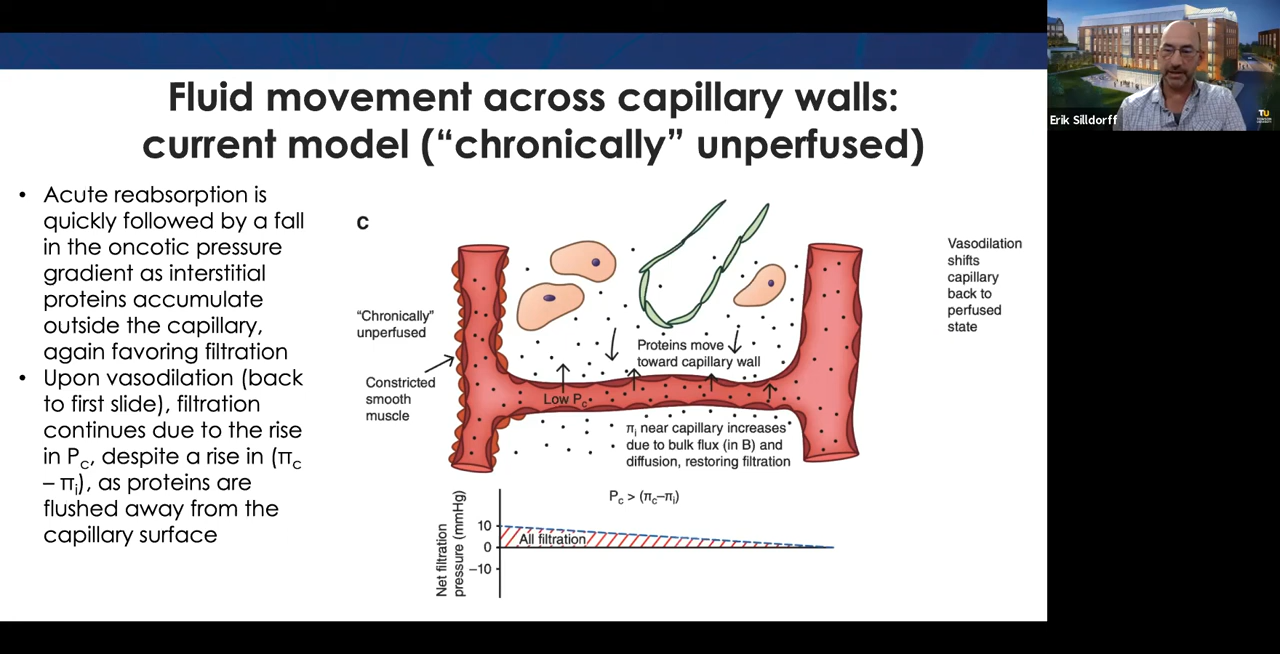 Fluid movement across capillary walls:
current model (“chronically” unperfused)
• Acute reabsorption is
quickly followed by a fall
in the oncotic pressure
gradient as interstitial
proteins accumulate
outside the capillary,
again favoring filtration
• Upon vasodilation (back
to first slide), filtration
continues due to the rise
in Pc, despite a rise in (πc
– πi), as proteins are
flushed away from the
capillary surface
C
“Chronically”
unperfused
Constricted
smooth
muscle
Proteins move
toward capillary wall
Low Pc
πi near capillary increases
due to bulk flux (in B) and
diffusion, restoring filtration
Vasodilation
shifts
capillary
back to
perfused
state
Pc > (πc–πi)
Net filtration
pressure (mmHg)
10
0
–10
All filtration
Erik Silldorff
TU